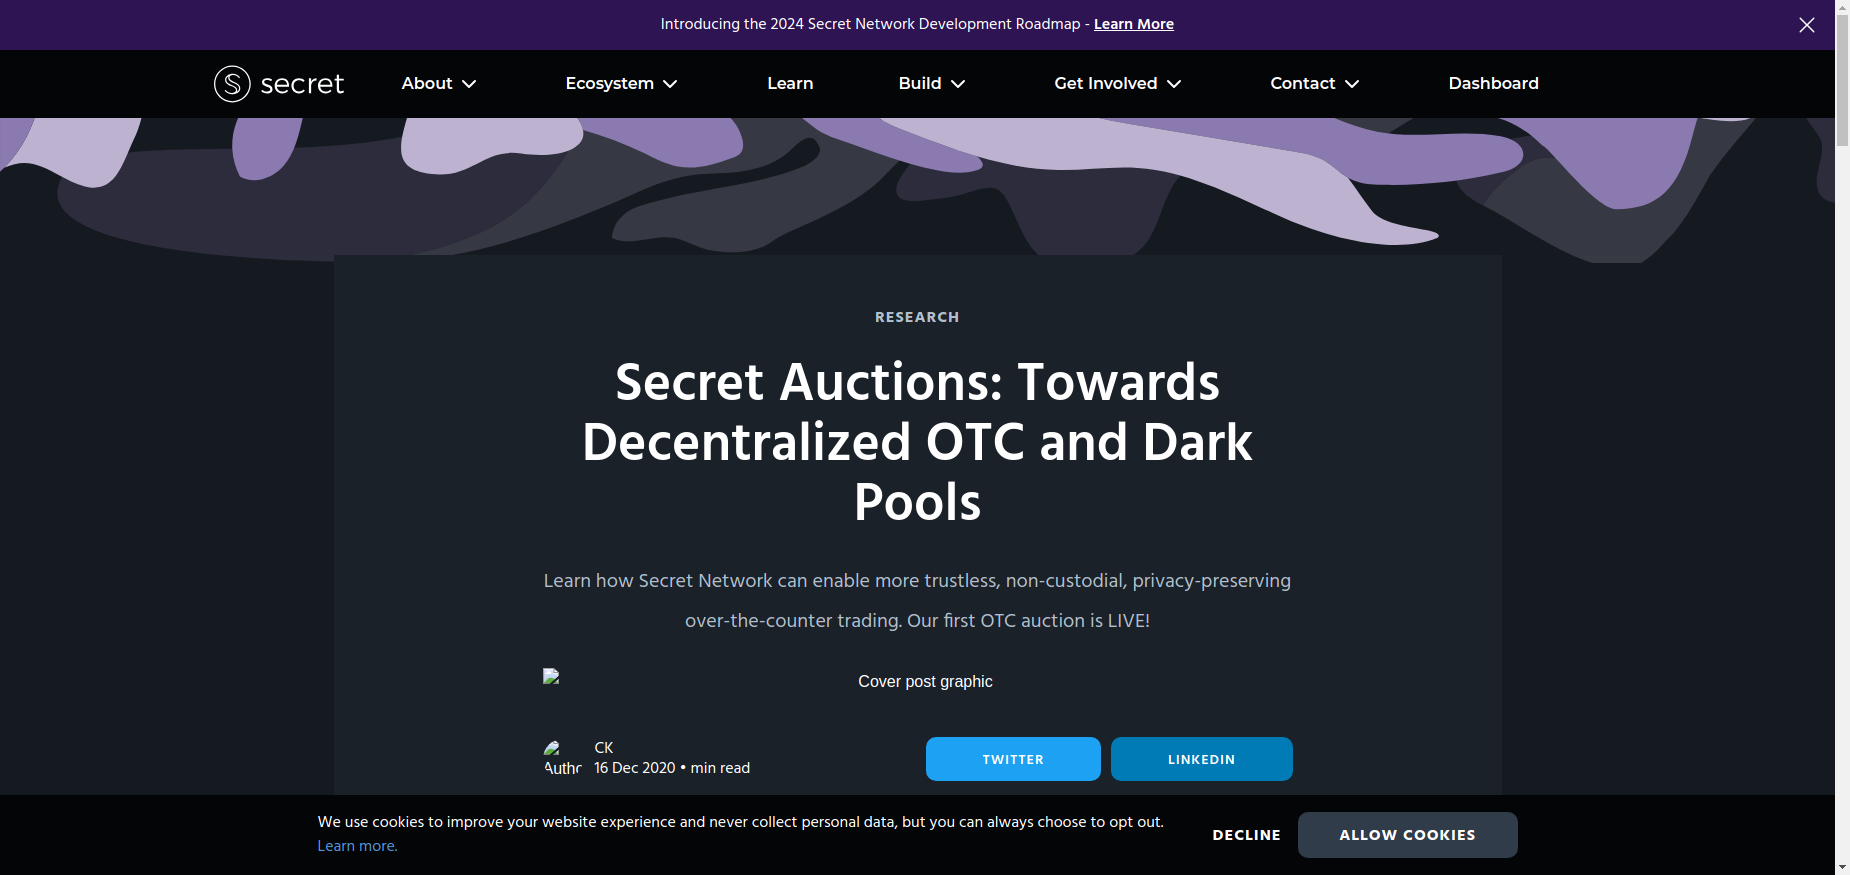 Introducing the 2024 Secret Network Development Roadmap - Learn More
secret
About
Ecosystem
Learn
Build
Get Involved
Contact
Dashboard
RESEARCH
Secret Auctions: Towards
Decentralized OTC and Dark
Pools
Learn how Secret Network can enable more trustless, non-custodial, privacy-preserving
over-the-counter trading. Our first OTC auction is LIVE!
Cover post graphic
CK
16 Dec 2020 • min read
TWITTER
LINKEDIN
We use cookies to improve your website experience and never collect personal data, but you can always choose to opt out.
Learn more.
DECLINE
ALLOW COOKIES